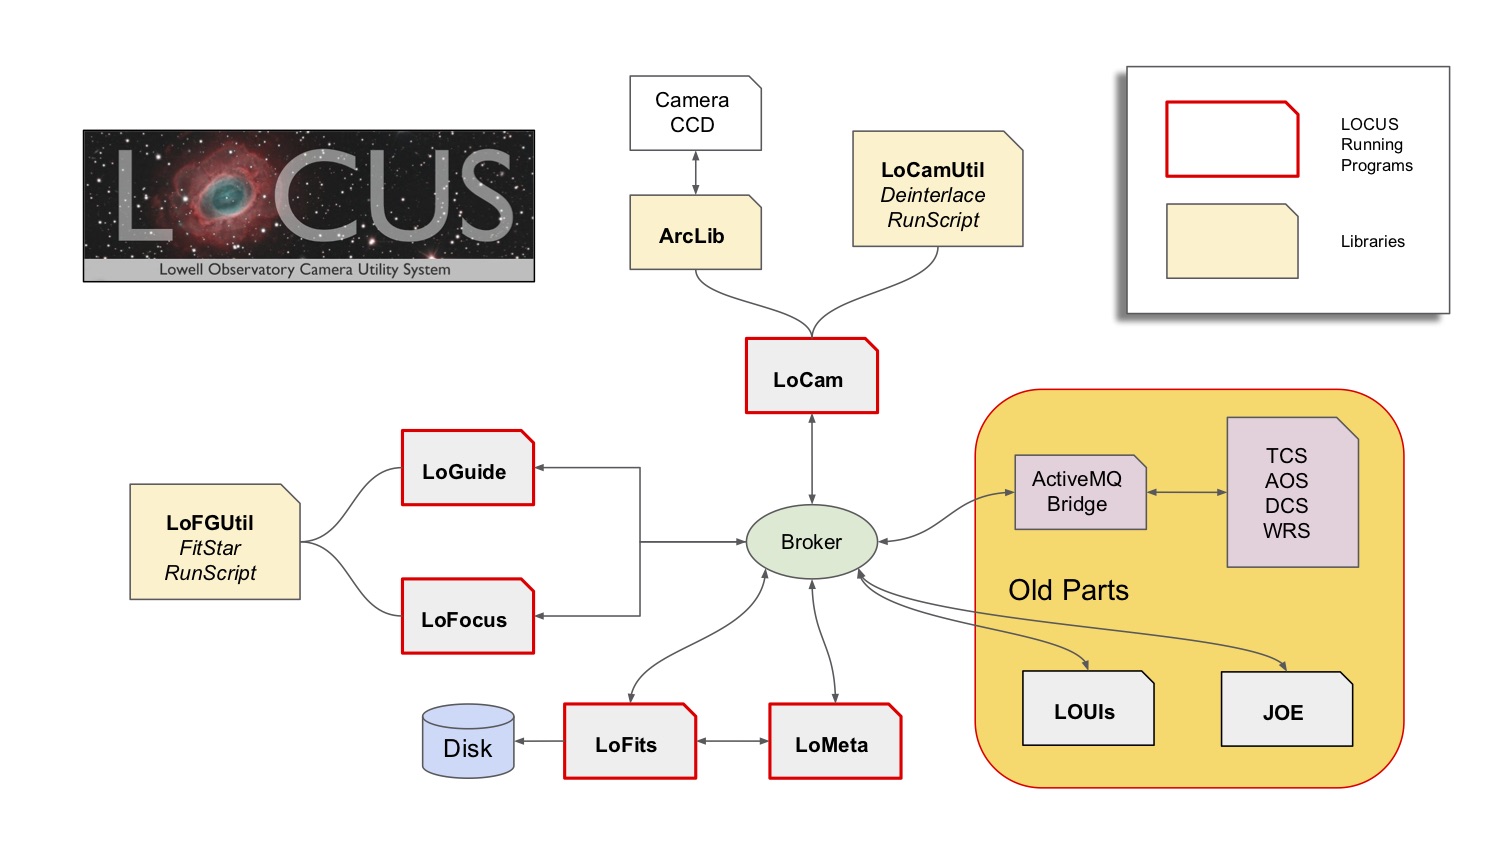 LOCUS
Lowell Observatory Camera Utility System
Camera
CCD
ArcLib
LoCamUtil
Deinterlace
RunScript
LOCUS
Running
Programs
Libraries
LoCam
LoGuide
LoFGUtil
FitStar
RunScript
LoFocus
Broker
ActiveMQ
Bridge
TCS
AOS
DCS
WRS
Old Parts
LOUIs
JOE
Disk
LoFits
LoMeta